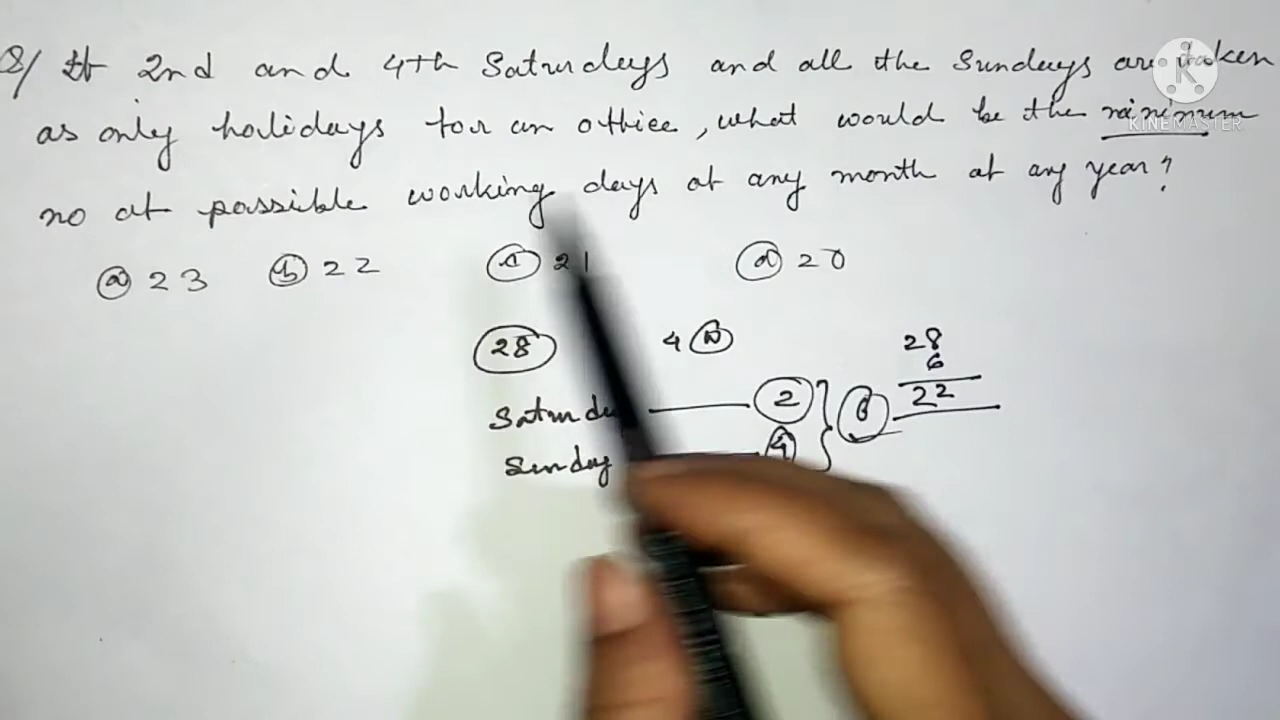 Q/ If 2nd and 4th Saturdays and all the Sundays are taken
as only holidays for an office, what would be the minimum
no of possible working days of any month of any year?
(a) 23 (b) 22 (c) 21 (d) 20
28 4 28
6
Saturday 2 6 22
Sunday 4
K
KINEMASTER